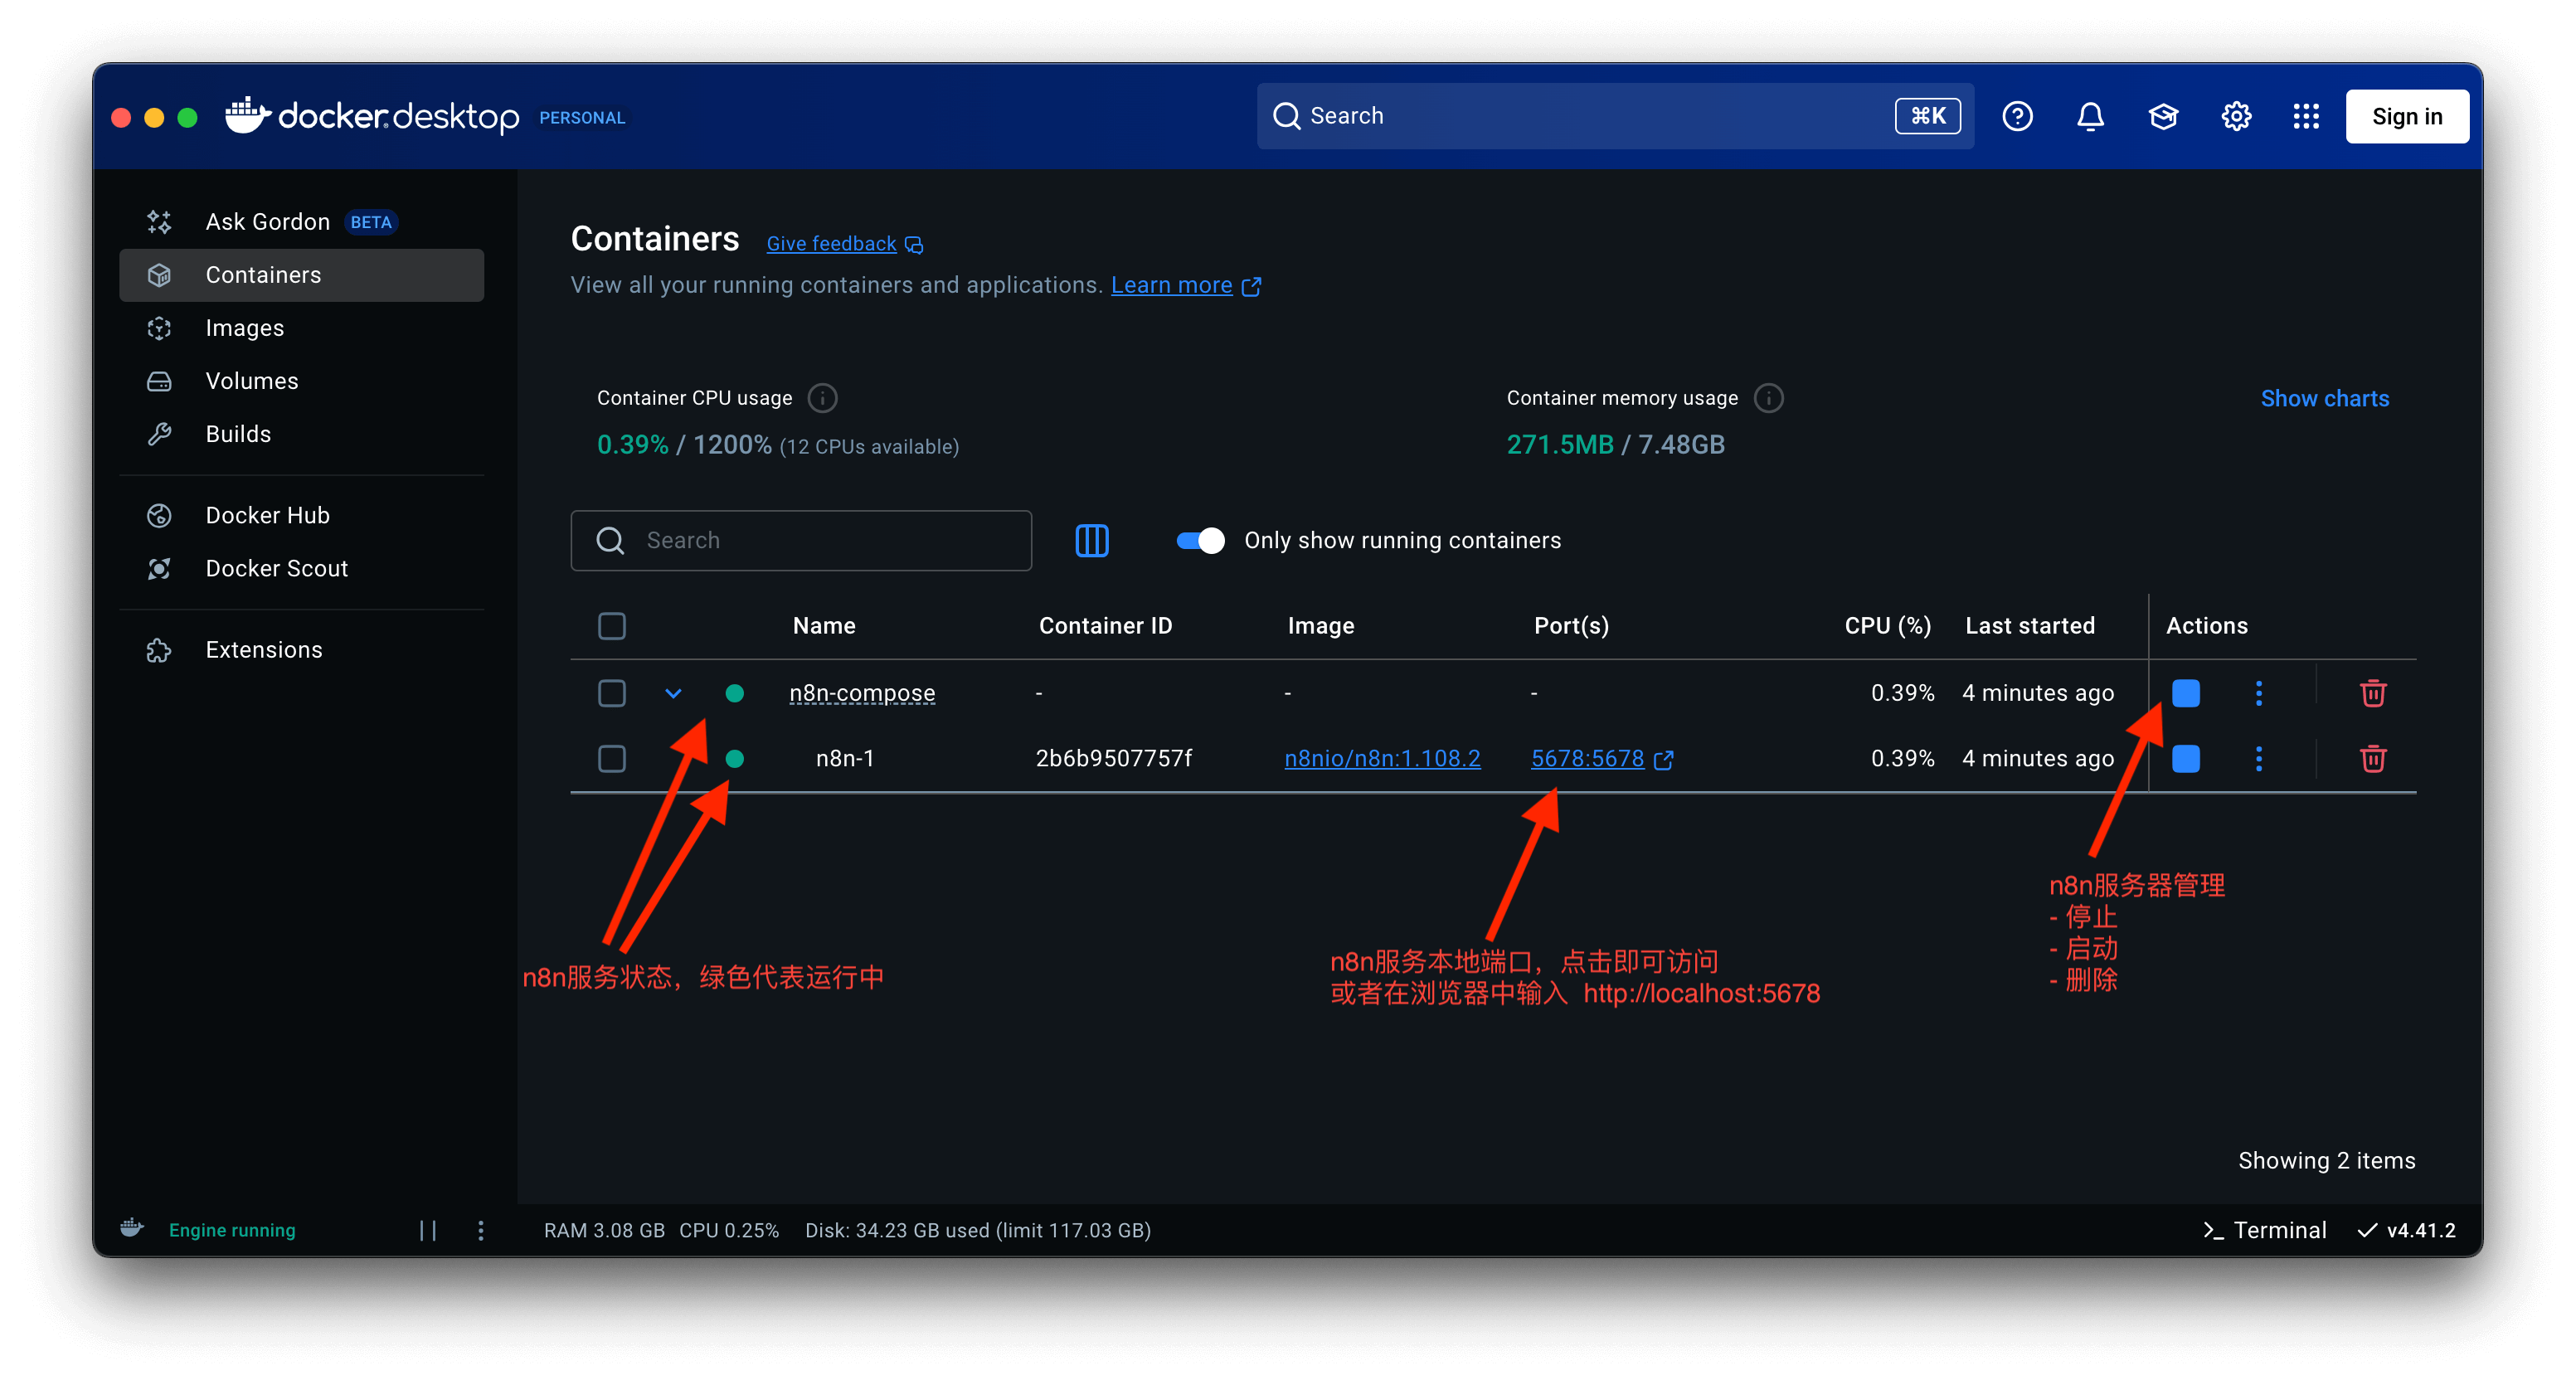 docker desktop PERSONAL
Search ⌘K
Sign in
Ask Gordon BETA
Containers
Images
Volumes
Builds
Docker Hub
Docker Scout
Extensions
Containers Give feedback
View all your running containers and applications. Learn more
Container CPU usage
0.39% / 1200% (12 CPUs available)
Container memory usage
271.5MB / 7.48GB
Show charts
Search
Only show running containers
Name Container ID Image Port(s) CPU (%) Last started Actions
n8n-compose - - - 0.39% 4 minutes ago
n8n-1 2b6b9507757f n8nio/n8n:1.108.2 5678:5678 0.39% 4 minutes ago
n8n服务状态，绿色代表运行中
n8n服务本地端口，点击即可访问
或者在浏览器中输入 http://localhost:5678
n8n服务器管理
- 停止
- 启动
- 删除
Showing 2 items
Engine running
RAM 3.08 GB CPU 0.25% Disk: 34.23 GB used (limit 117.03 GB)
Terminal
v4.41.2